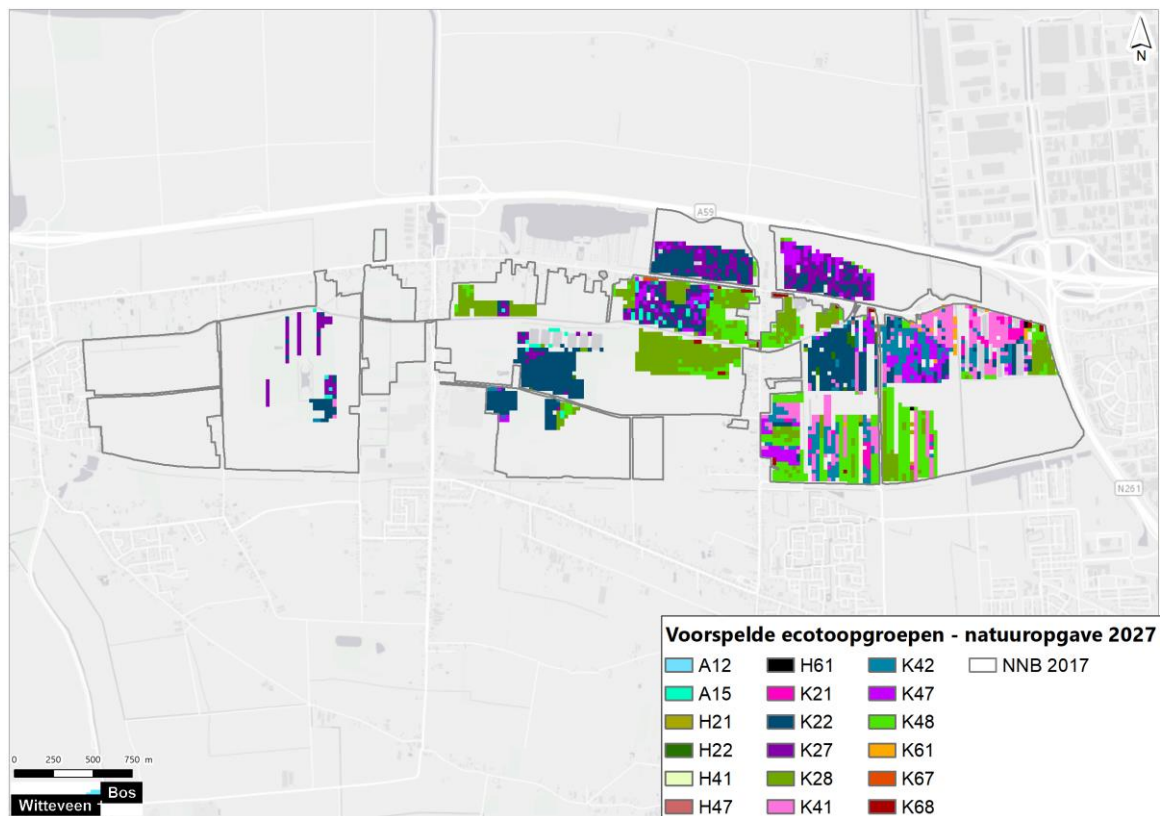 N
A59
N261
Voorspelde ecotoopgroepen - natuuropgave 2027
A12 H61 K42 NNB 2017
A15 K21 K47
H21 K22 K48
H22 K27 K61
H41 K28 K67
H47 K41 K68
0 250 500 750 m
Witteveen + Bos